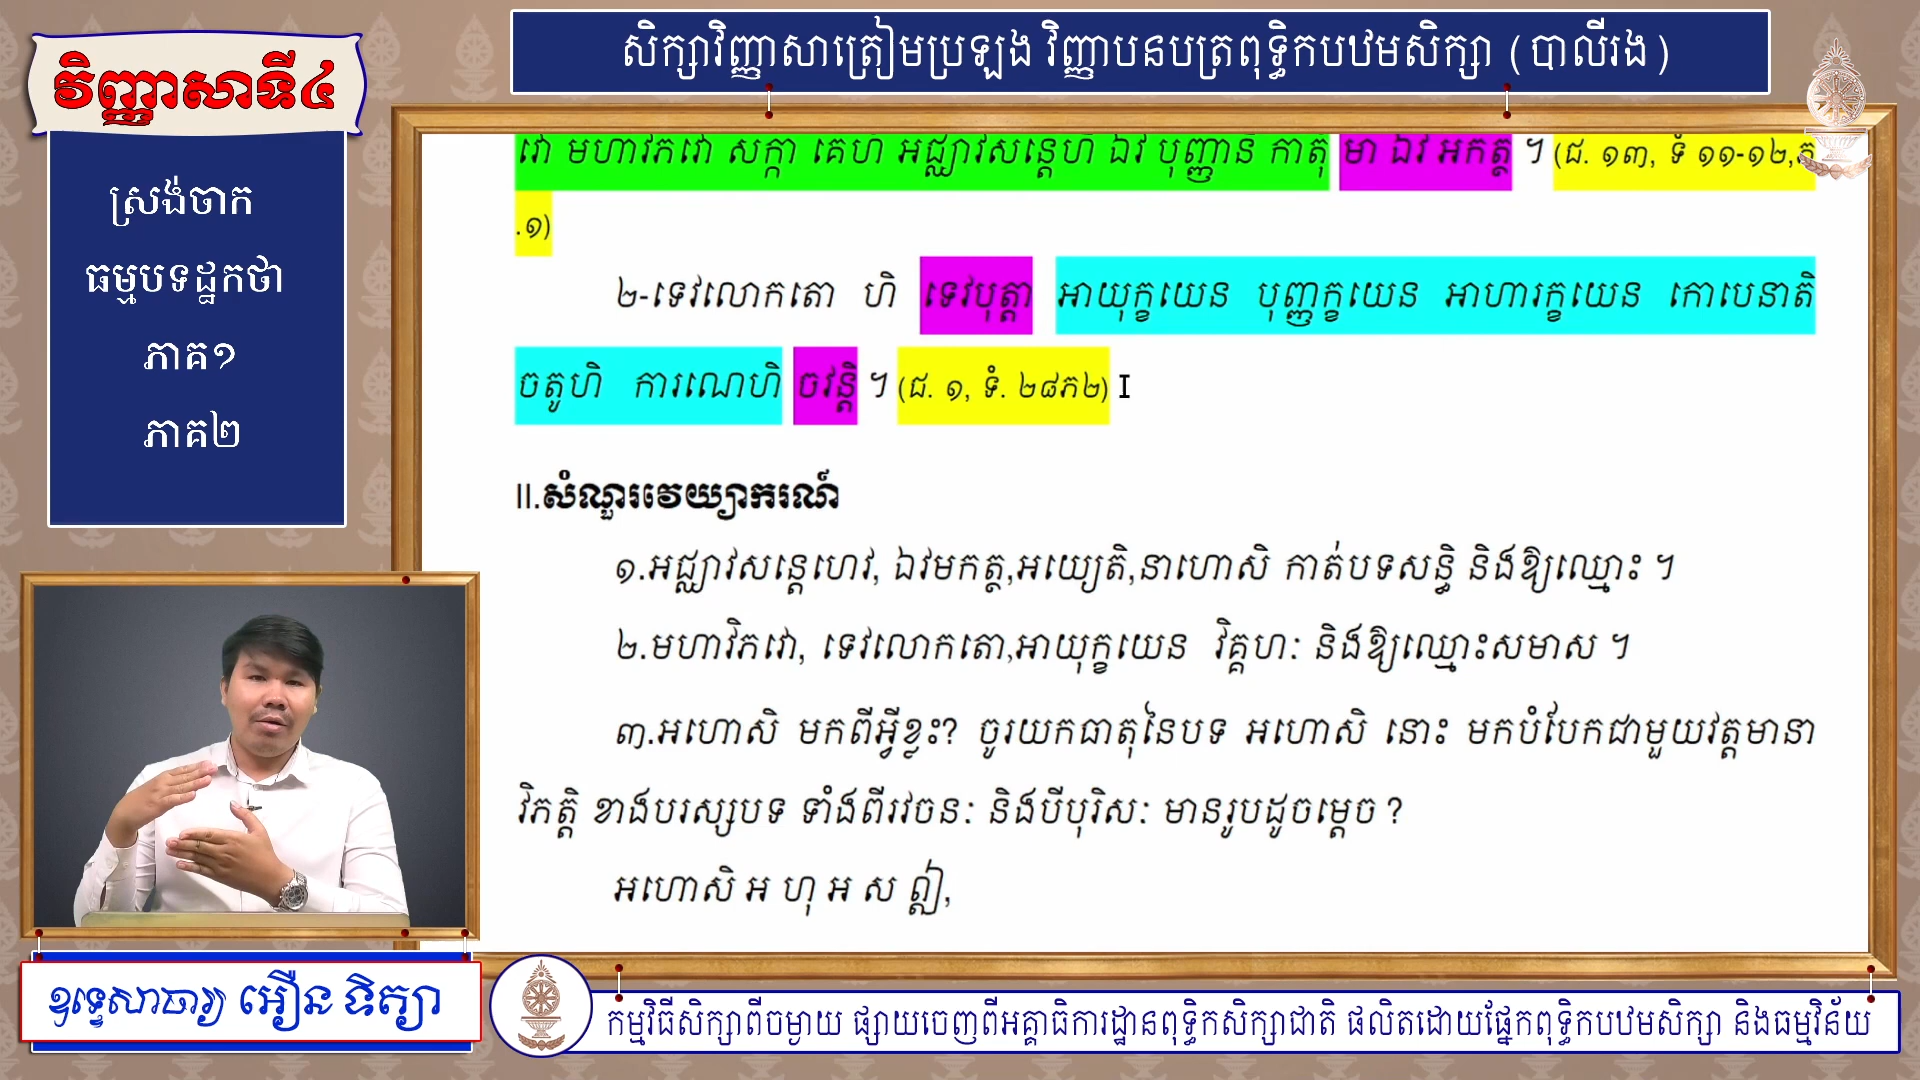 សិក្សាវិញ្ញាសាត្រៀមប្រឡង វិញ្ញាបនបត្រពុទ្ធិកបឋមសិក្សា (បាលីរង)
វិញ្ញាសាទី៤
ស្រង់ចាក
ធម្មបទដ្ឋកថា
ភាគ១
ភាគ២
វោ មហាវិភវោ សក្កា គេហំ អជ្ឈាវសន្តេហិ ឯវ បុញ្ញានិ កាតុំ មា ឯវ អកត្ថ ។ (ជ. ១៣, ទំ ១១-១២,
.១)
២-ទេវលោកតោ ហិ ទេវបុត្តា អាយុក្ខយេន បុញ្ញក្ខយេន អាហារក្ខយេន កោបេនាតិ
ចតូហិ ការណេហិ ចវន្តិ ។ (ជ. ១, ទំ. ២៨ភ២)
II.សំណួរវេយ្យាករណ៍
១.អជ្ឈាវសន្តេហេវ, ឯវមកត្ថ,អយ្យេតិ,នាហោសិ កាត់បទសន្ធិ និងឱ្យឈ្មោះ ។
២.មហាវិភវោ, ទេវលោកតោ,អាយុក្ខយេន វិគ្គហៈ និងឱ្យឈ្មោះសមាស ។
៣.អហោសិ មកពីអ្វីខ្លះ? ចូរយកធាតុនៃបទ អហោសិ នោះ មកបំបែកជាមួយវត្តមានា
វិភត្តិ ខាងបរស្សបទ ទាំងពីរវចនៈ និងបីបុរិសៈ មានរូបដូចម្តេច ?
អហោសិ អ ហុ អ ស ឦ,
ឧទ្ទេសាចារ្យ អឿន ទិត្យា
កម្មវិធីសិក្សាពីចម្ងាយ ផ្សាយចេញពីអគ្គាធិការដ្ឋានពុទ្ធិកសិក្សាជាតិ ផលិតដោយផ្នែកពុទ្ធិកបឋមសិក្សា និងធម្មវិន័យ